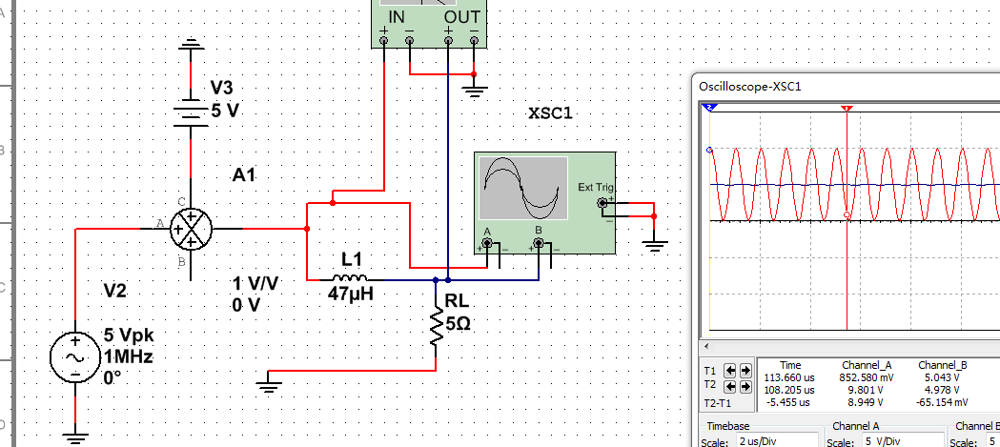 IN OUT
+ − + −
V3
5 V
XSC1
A1
C
A
B
Ext Trig
+
−
A B
+ − + −
L1
47µH
1 V/V
0 V
RL
5Ω
V2
5 Vpk
1MHz
0°
Oscilloscope-XSC1
2
1
Time Channel_A Channel_B
T1 113.660 us 852.580 mV 5.043 V
T2 108.205 us 9.801 V 4.978 V
T2-T1 -5.455 us 8.949 V -65.154 mV
Timebase Channel A Channel B
Scale: 2 us/Div Scale: 5 V/Div Scale: 5